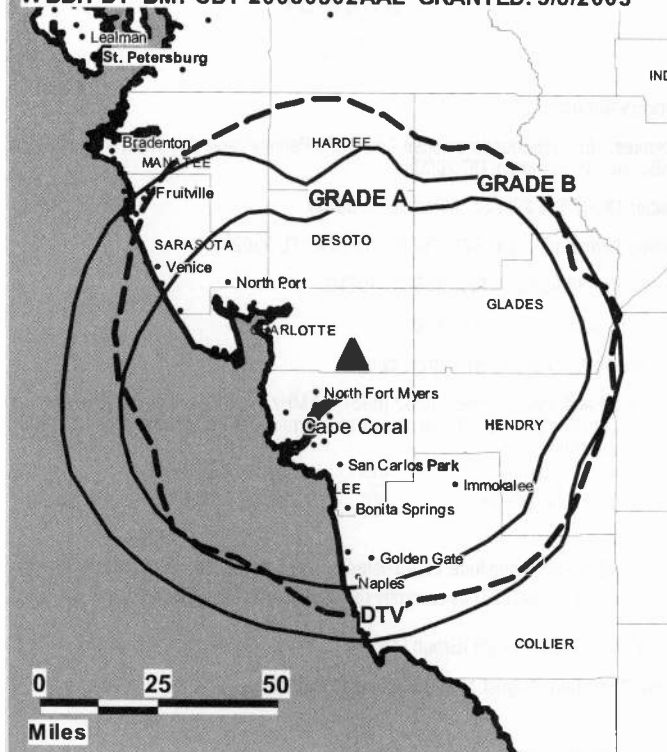 GRANTED:
Lealman
St. Petersburg
IND
Bradenton
HARDEE
MANATEE
GRADE A
GRADE B
Fruitville
DESOTO
SARASOTA
Venice
North Port
GLADES
CHARLOTTE
North Fort Myers
Cape Coral
HENDRY
San Carlos Park
LEE
Immokalee
Bonita Springs
Golden Gate
Naples
DTV
COLLIER
0 25 50
Miles